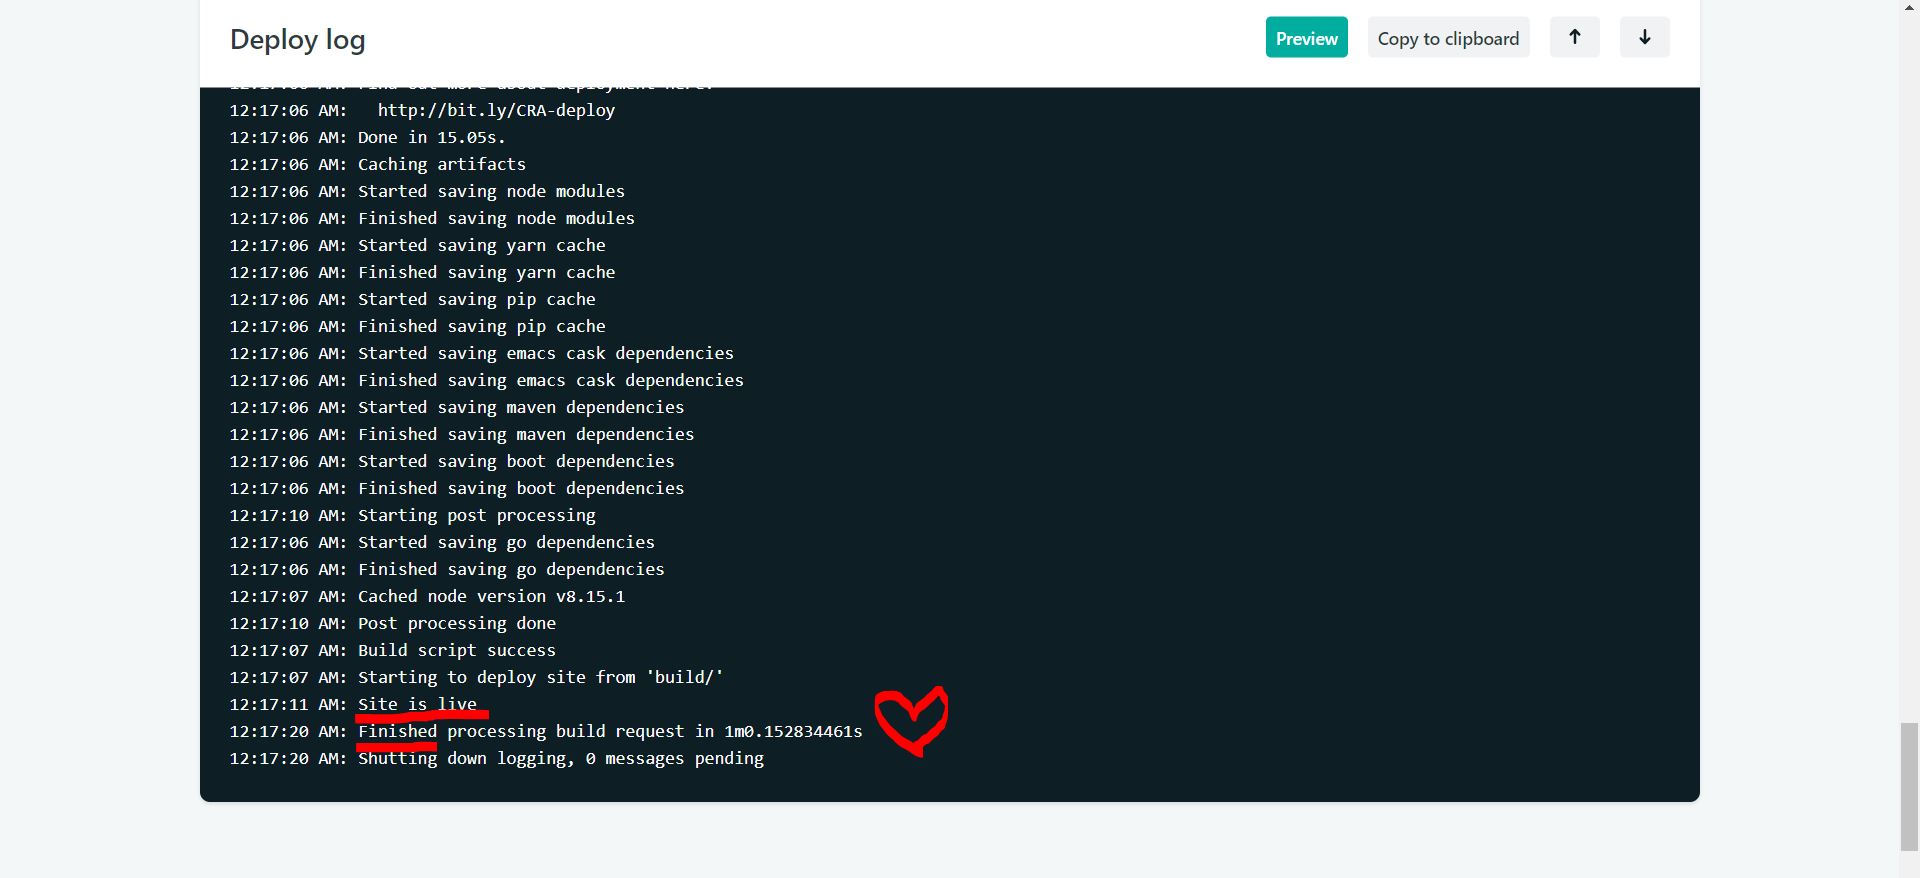 Deploy log
Preview
Copy to clipboard
12:17:06 AM: Find out more about deployment here:
12:17:06 AM:   http://bit.ly/CRA-deploy
12:17:06 AM: Done in 15.05s.
12:17:06 AM: Caching artifacts
12:17:06 AM: Started saving node modules
12:17:06 AM: Finished saving node modules
12:17:06 AM: Started saving yarn cache
12:17:06 AM: Finished saving yarn cache
12:17:06 AM: Started saving pip cache
12:17:06 AM: Finished saving pip cache
12:17:06 AM: Started saving emacs cask dependencies
12:17:06 AM: Finished saving emacs cask dependencies
12:17:06 AM: Started saving maven dependencies
12:17:06 AM: Finished saving maven dependencies
12:17:06 AM: Started saving boot dependencies
12:17:06 AM: Finished saving boot dependencies
12:17:10 AM: Starting post processing
12:17:06 AM: Started saving go dependencies
12:17:06 AM: Finished saving go dependencies
12:17:07 AM: Cached node version v8.15.1
12:17:10 AM: Post processing done
12:17:07 AM: Build script success
12:17:07 AM: Starting to deploy site from 'build/'
12:17:11 AM: Site is live
12:17:20 AM: Finished processing build request in 1m0.152834461s
12:17:20 AM: Shutting down logging, 0 messages pending